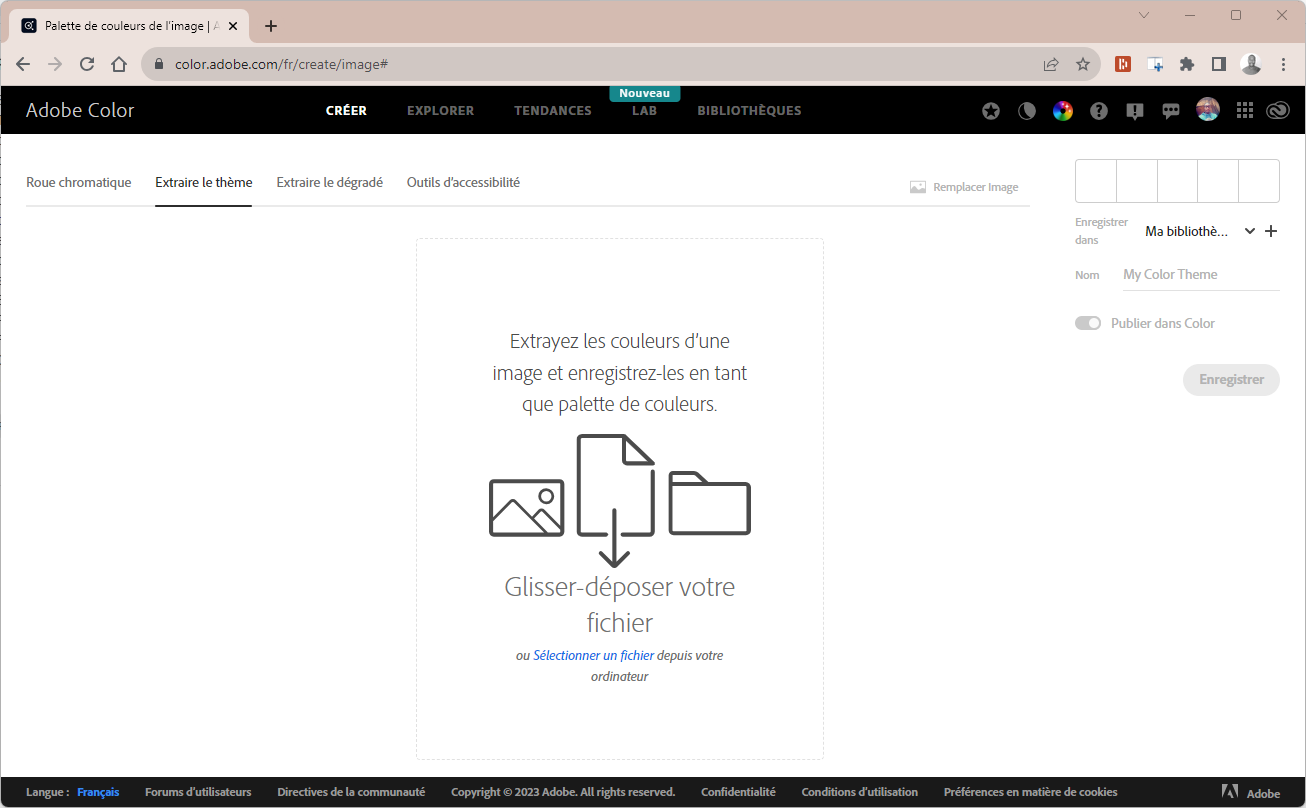 Palette de couleurs de l'image | A
color.adobe.com/fr/create/image#
Adobe Color
CRÉER
EXPLORER
TENDANCES
Nouveau
LAB
BIBLIOTHÈQUES
Roue chromatique
Extraire le thème
Extraire le dégradé
Outils d'accessibilité
Remplacer Image
Extrayez les couleurs d'une
image et enregistrez-les en tant
que palette de couleurs.
Glisser-déposer votre
fichier
ou Sélectionner un fichier depuis votre
ordinateur
Enregistrer
dans
Ma bibliothè...
Nom
My Color Theme
Publier dans Color
Enregistrer
Langue : Français
Forums d'utilisateurs
Directives de la communauté
Copyright © 2023 Adobe. All rights reserved.
Confidentialité
Conditions d'utilisation
Préférences en matière de cookies
Adobe